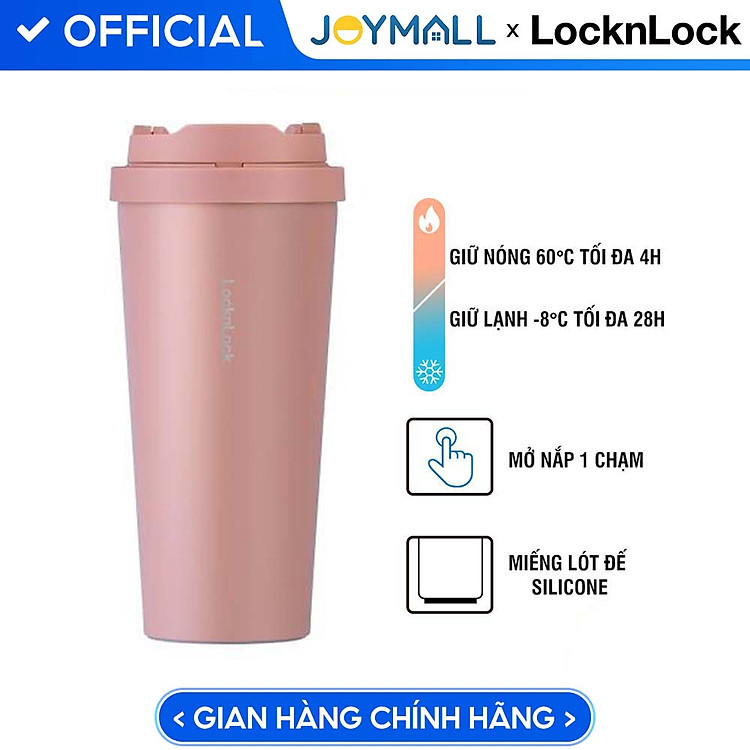 ✓ OFFICIAL
JOYMALL x LocknLock
LocknLock
GIỮ NÓNG 60°C TỐI ĐA 4H
GIỮ LẠNH -8°C TỐI ĐA 28H
MỞ NẮP 1 CHẠM
MIẾNG LÓT ĐẾ
SILICONE
< GIAN HÀNG CHÍNH HÃNG >